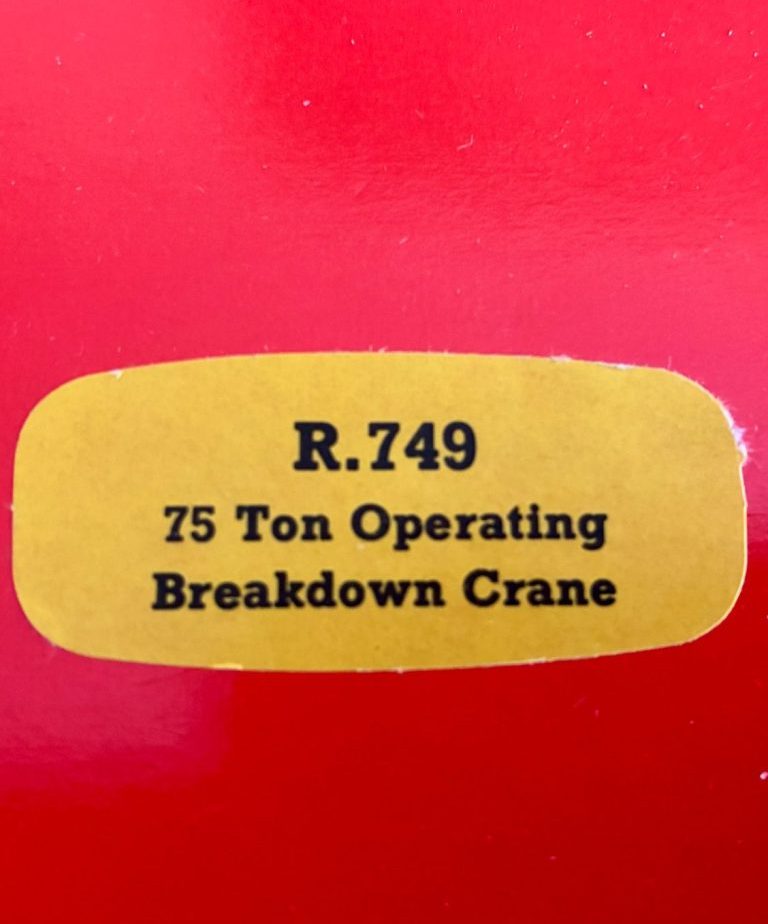 R.749
75 Ton Operating
Breakdown Crane